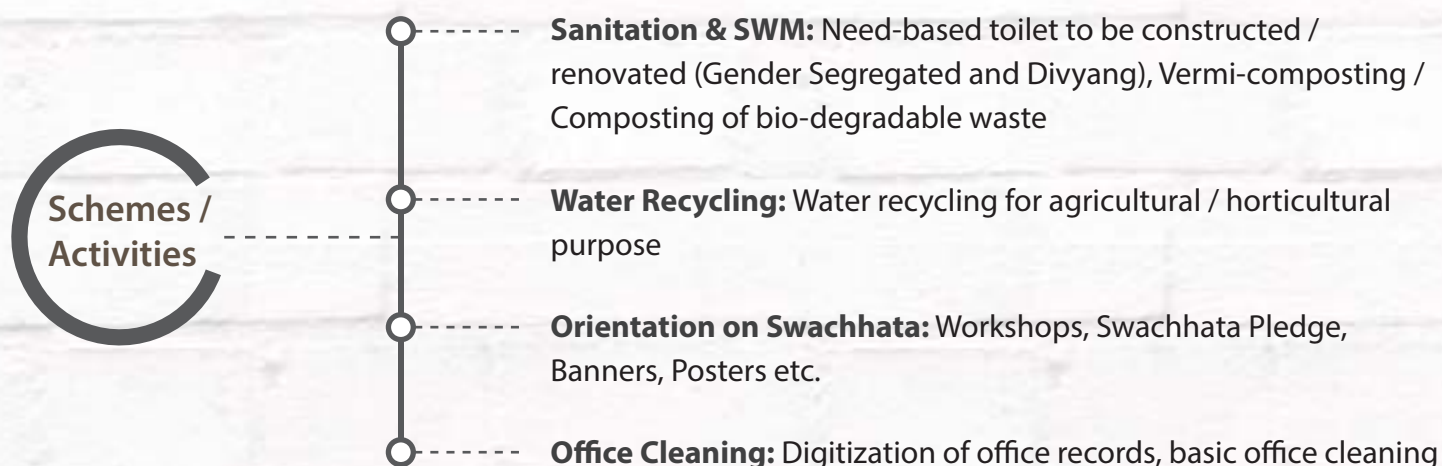 Schemes /
Activities
Sanitation & SWM: Need-based toilet to be constructed /
renovated (Gender Segregated and Divyang), Vermi-composting /
Composting of bio-degradable waste
Water Recycling: Water recycling for agricultural / horticultural
purpose
Orientation on Swachhata: Workshops, Swachhata Pledge,
Banners, Posters etc.
Office Cleaning: Digitization of office records, basic office cleaning